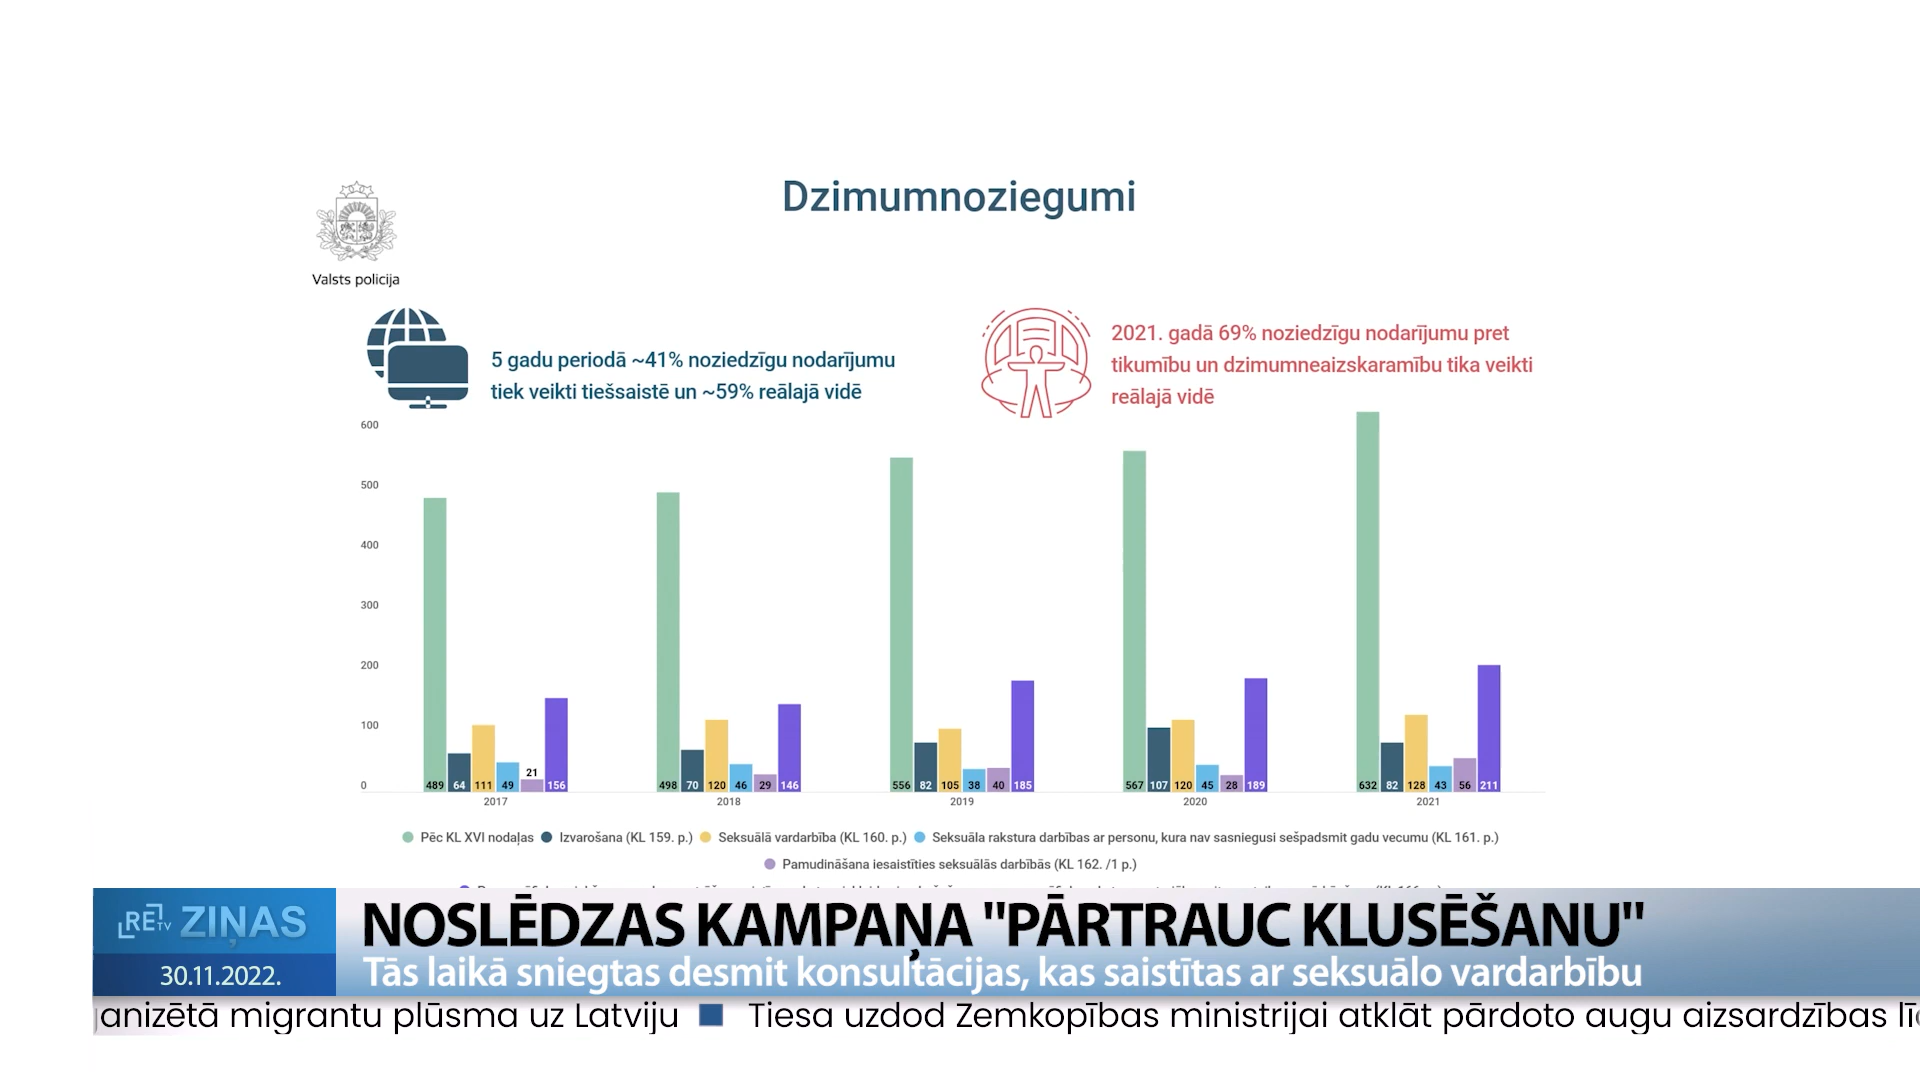 Dzimumnoziegumi
Valsts policija
5 gadu periodā ~41% noziedzīgu nodarījumu
tiek veikti tiešsaistē un ~59% reālajā vidē
2021. gadā 69% noziedzīgu nodarījumu pret
tikumību un dzimumneaizskaramību tika veikti
reālajā vidē
600
500
400
300
200
100
0
489 64 111 49 21 156
498 70 120 46 29 146
556 82 105 38 40 185
567 107 120 45 28 189
632 82 128 43 56 211
2017 2018 2019 2020 2021
Pēc KL XVI nodaļas Izvarošana (KL 159. p.) Seksuālā vardarbība (KL 160. p.) Seksuāla rakstura darbības ar personu, kura nav sasniegusi sešpadsmit gadu vecumu (KL 161. p.)
Pamudināšana iesaistīties seksuālās darbībās (KL 162. /1 p.)
RE TV ZIŅAS
30.11.2022.
NOSLĒDZAS KAMPAŅA "PĀRTRAUC KLUSĒŠANU"
Tās laikā sniegtas desmit konsultācijas, kas saistītas ar seksuālo vardarbību
anizētā migrantu plūsma uz Latviju Tiesa uzdod Zemkopības ministrijai atklāt pārdoto augu aizsardzības